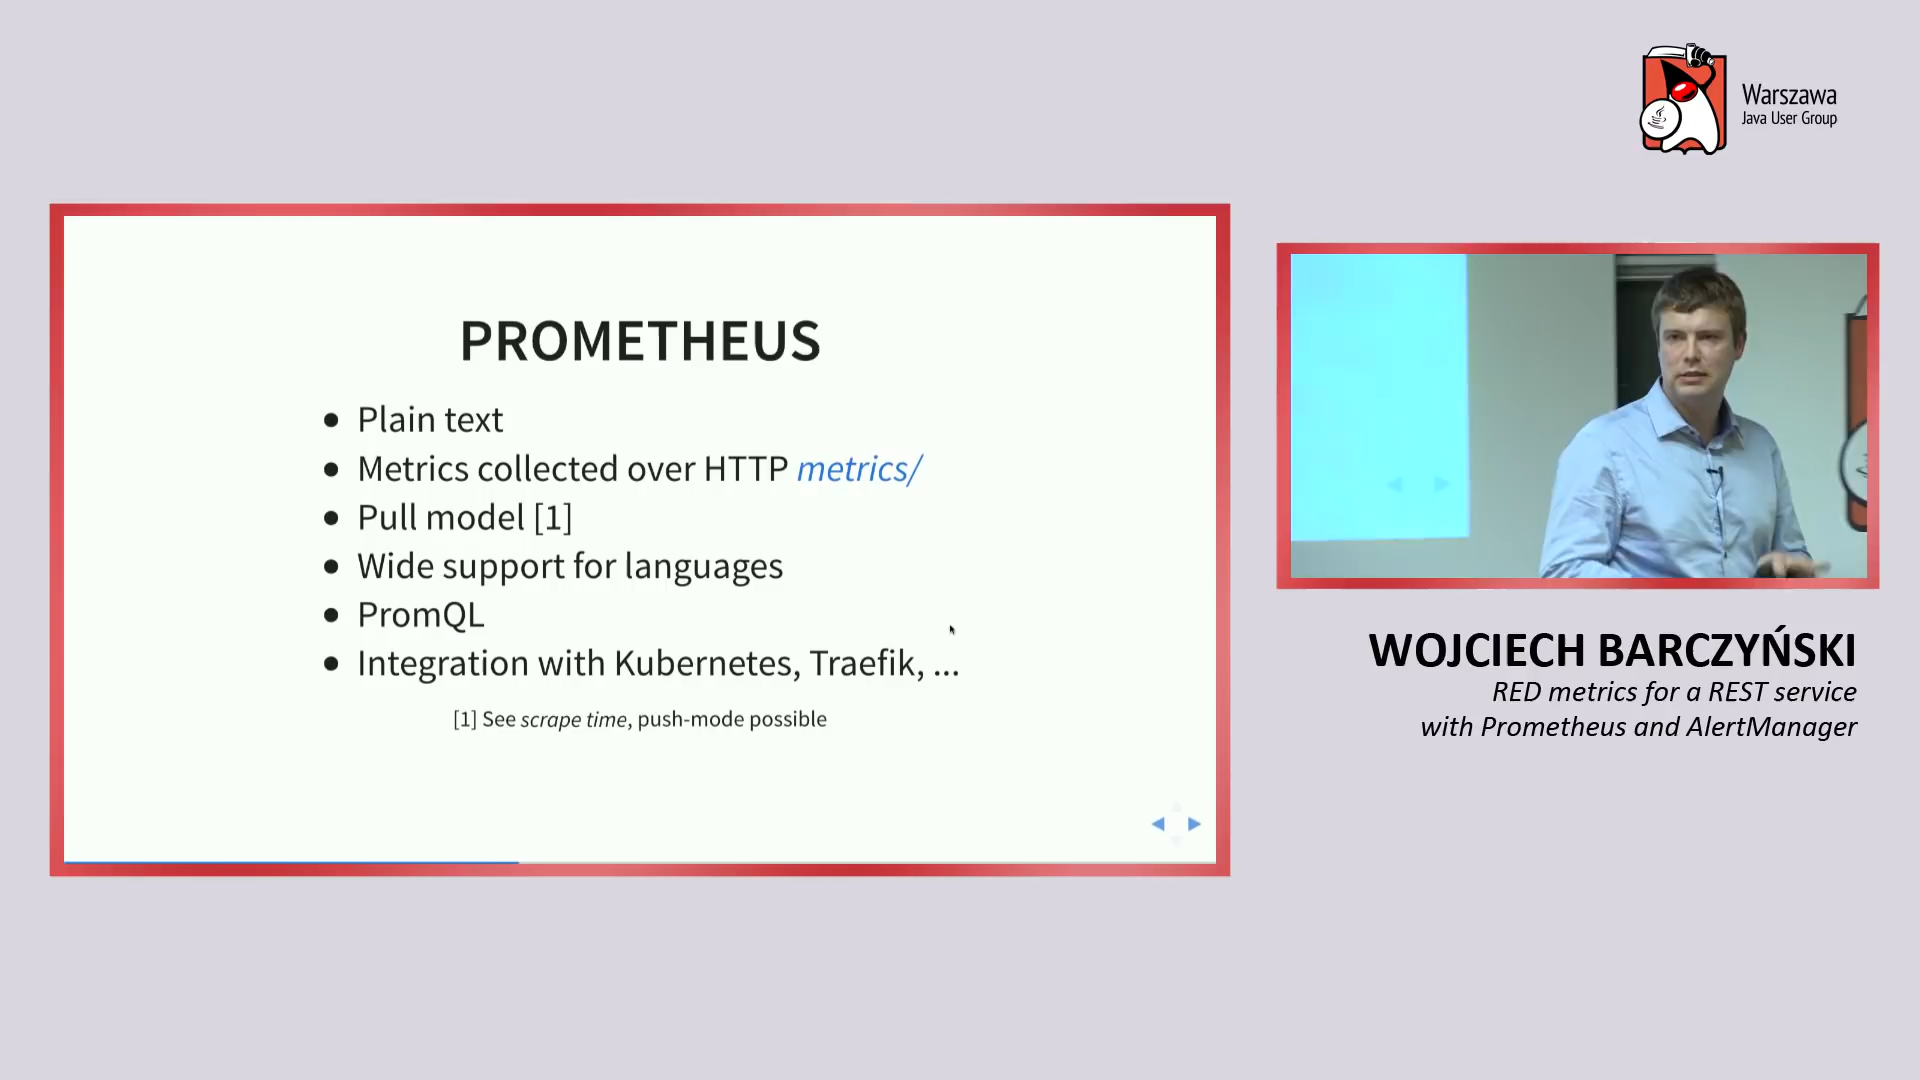 Warszawa
Java User Group
PROMETHEUS
• Plain text
• Metrics collected over HTTP metrics/
• Pull model [1]
• Wide support for languages
• PromQL
• Integration with Kubernetes, Traefik, ...
[1] See scrape time, push-mode possible
WOJCIECH BARCZYŃSKI
RED metrics for a REST service
with Prometheus and AlertManager